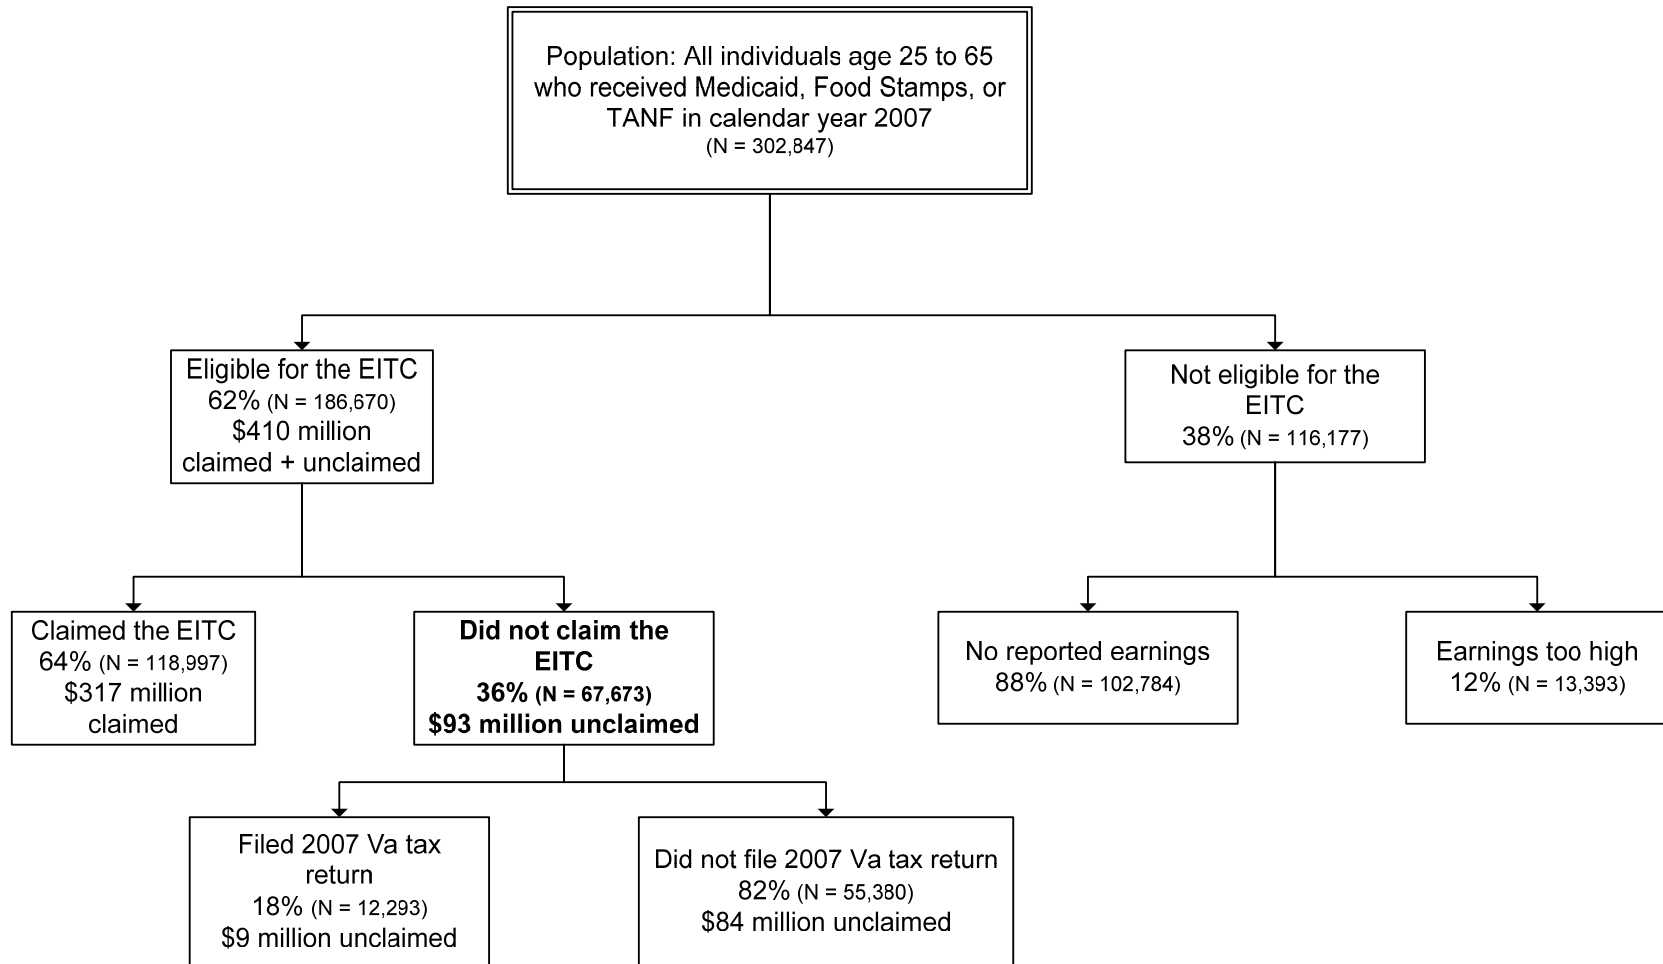 Population: All individuals age 25 to 65
who received Medicaid, Food Stamps, or
TANF in calendar year 2007
(N = 302,847)
Eligible for the EITC
62% (N = 186,670)
$410 million
claimed + unclaimed
Not eligible for the
EITC
38% (N = 116,177)
Claimed the EITC
64% (N = 118,997)
$317 million
claimed
Did not claim the
EITC
36% (N = 67,673)
$93 million unclaimed
No reported earnings
88% (N = 102,784)
Earnings too high
12% (N = 13,393)
Filed 2007 Va tax
return
18% (N = 12,293)
$9 million unclaimed
Did not file 2007 Va tax return
82% (N = 55,380)
$84 million unclaimed